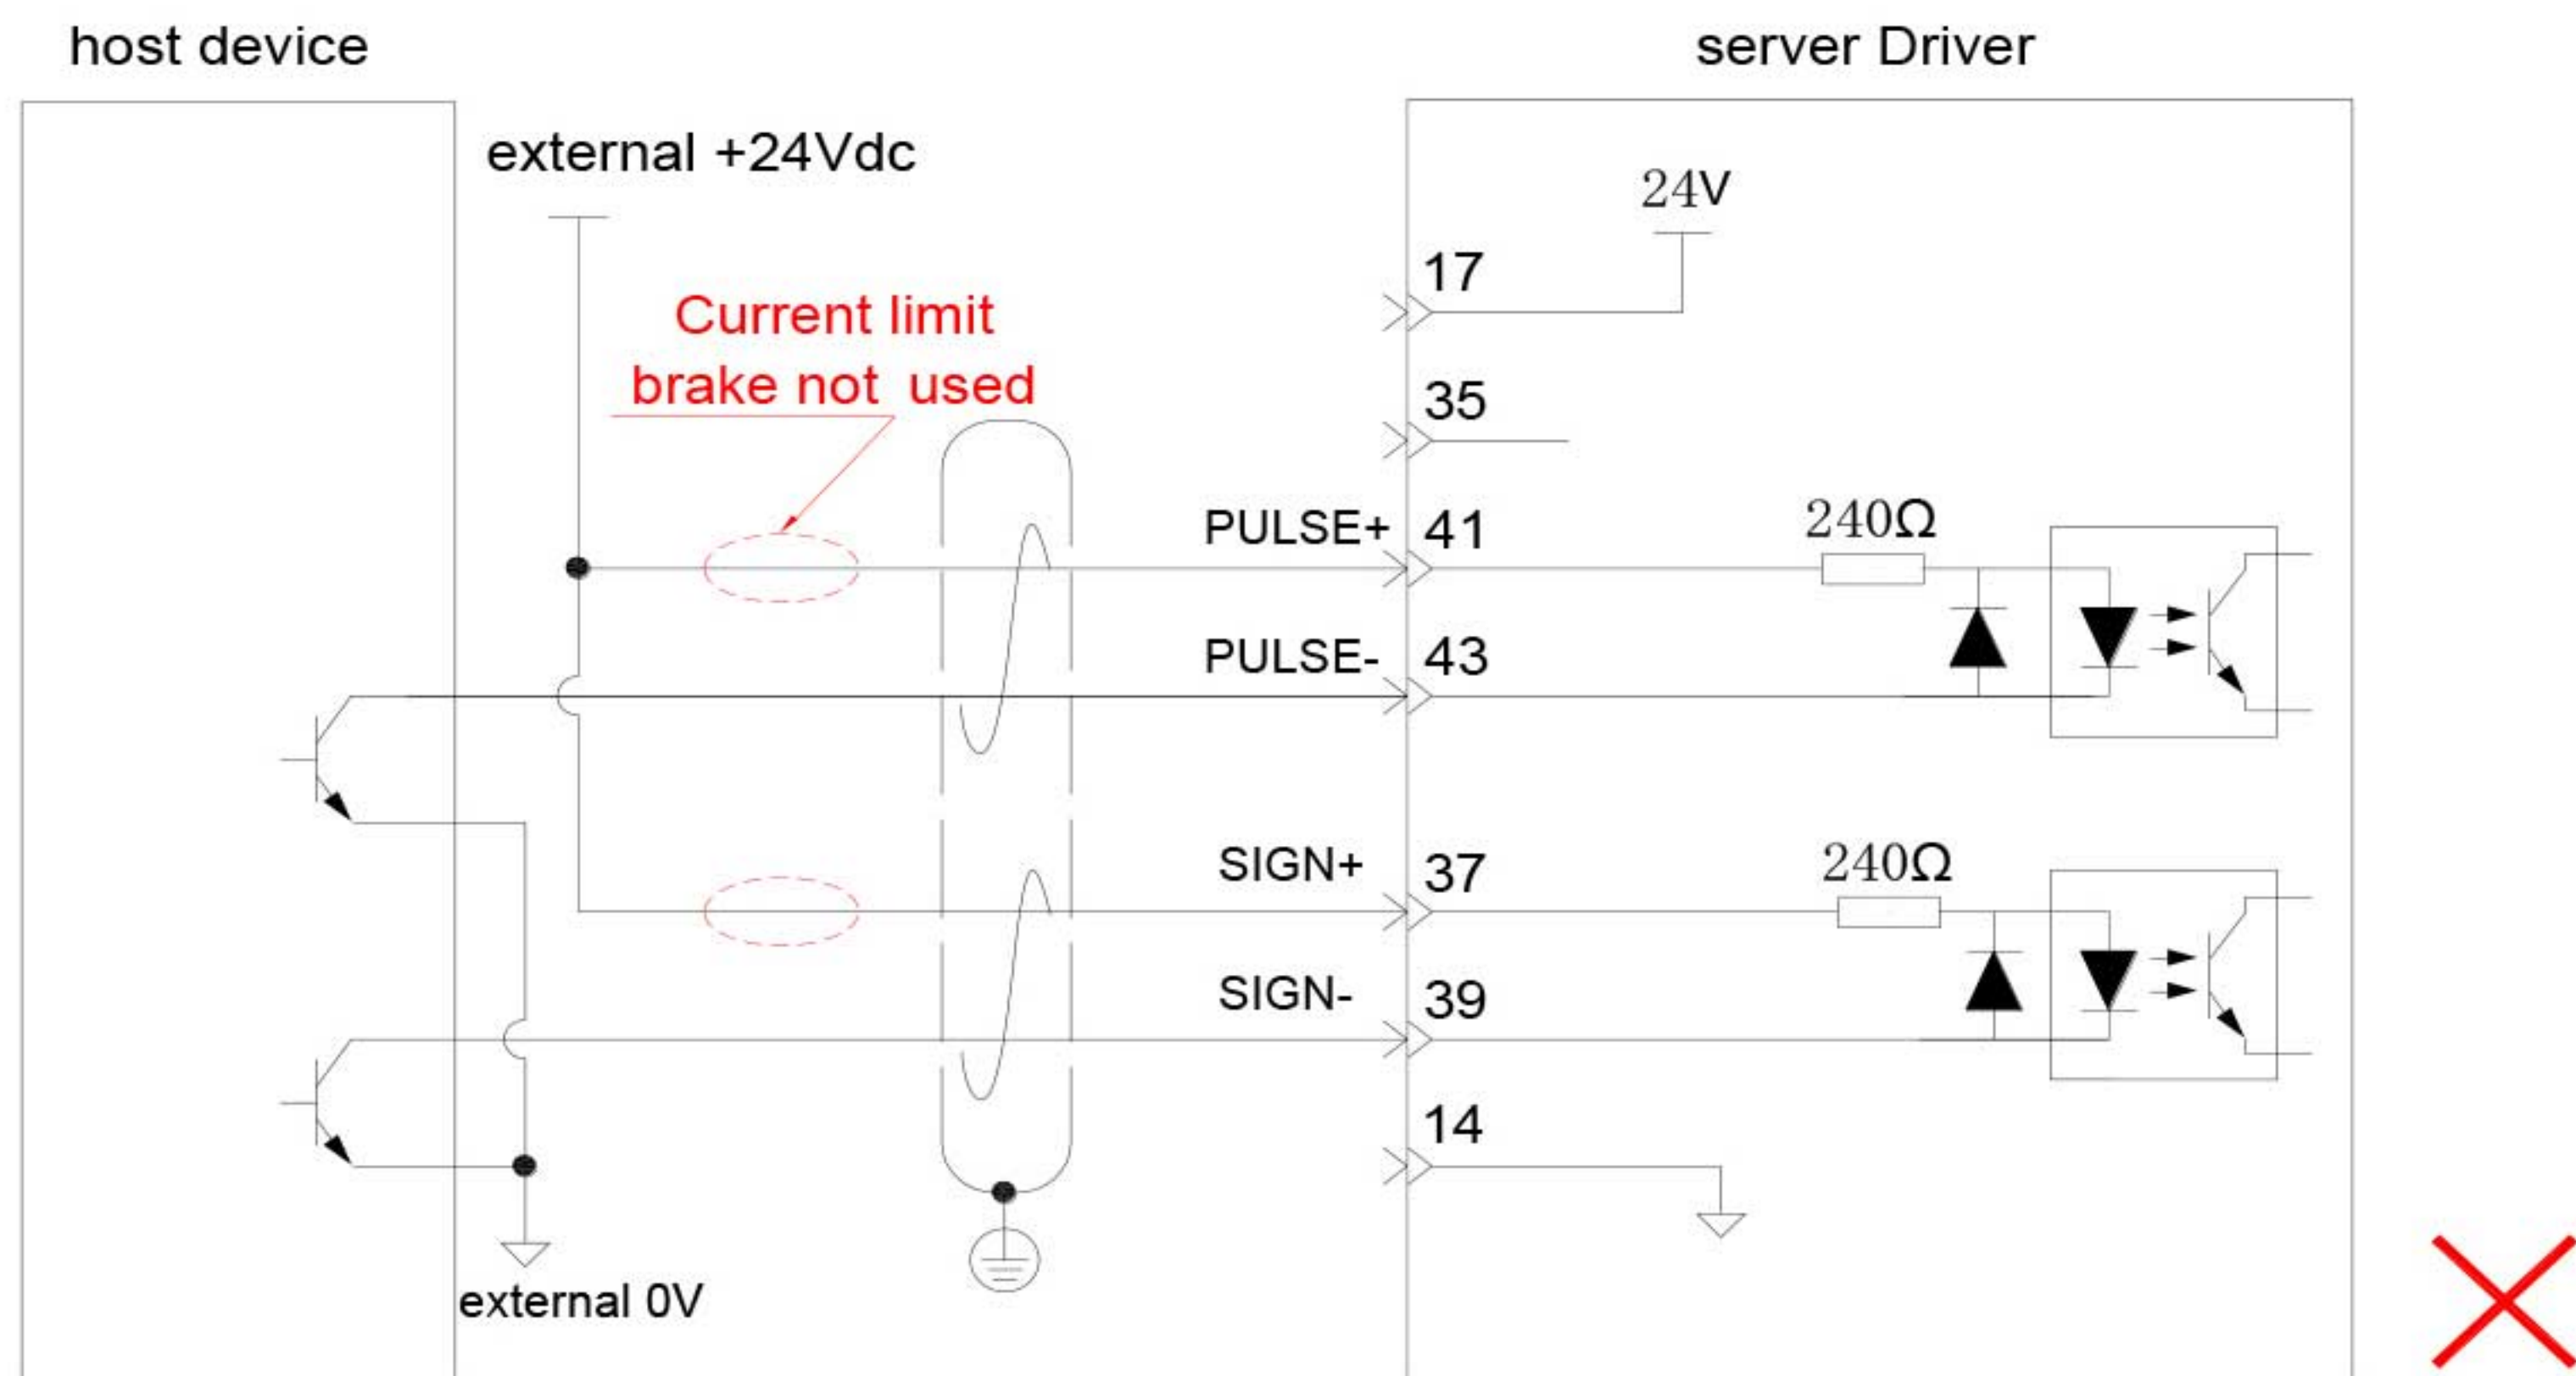 host device
server Driver
external +24Vdc
24V
17
Current limit
brake not used
35
PULSE+ 41
240Ω
PULSE- 43
SIGN+ 37
240Ω
SIGN- 39
14
external 0V